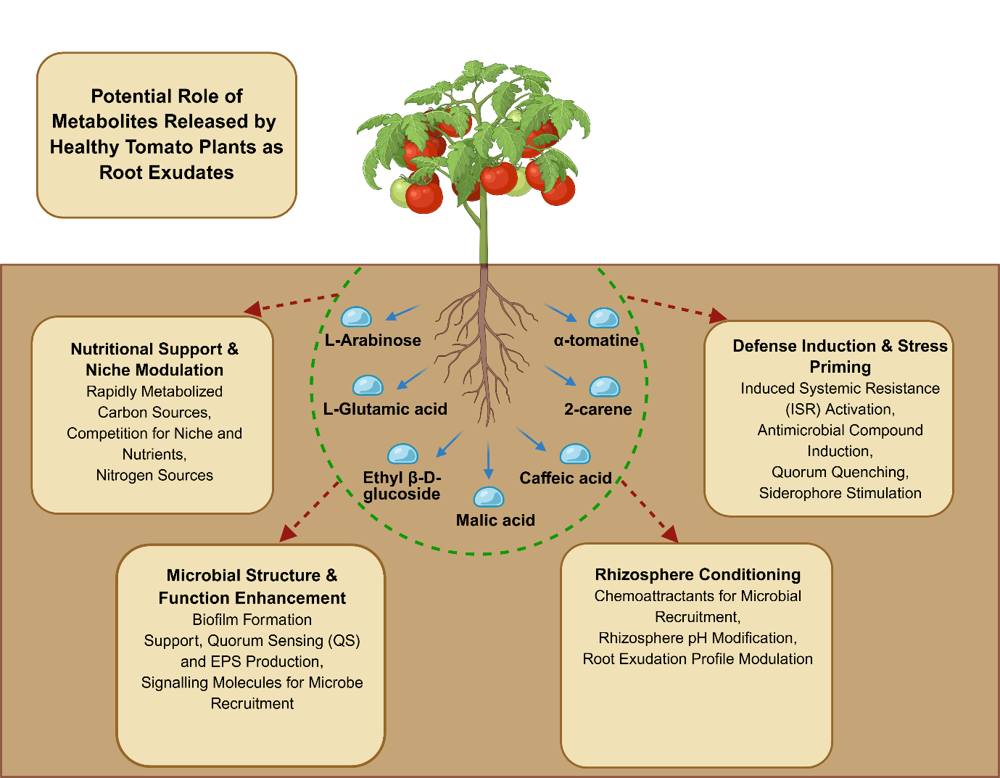 Potential Role of
Metabolites Released by
Healthy Tomato Plants as
Root Exudates
L-Arabinose
α-tomatine
L-Glutamic acid
2-carene
Ethyl β-D-
glucoside
Caffeic acid
Malic acid
Nutritional Support &
Niche Modulation
Rapidly Metabolized
Carbon Sources,
Competition for Niche and
Nutrients,
Nitrogen Sources
Defense Induction & Stress
Priming
Induced Systemic Resistance
(ISR) Activation,
Antimicrobial Compound
Induction,
Quorum Quenching,
Siderophore Stimulation
Microbial Structure &
Function Enhancement
Biofilm Formation
Support, Quorum Sensing (QS)
and EPS Production,
Signalling Molecules for Microbe
Recruitment
Rhizosphere Conditioning
Chemoattractants for Microbial
Recruitment,
Rhizosphere pH Modification,
Root Exudation Profile Modulation